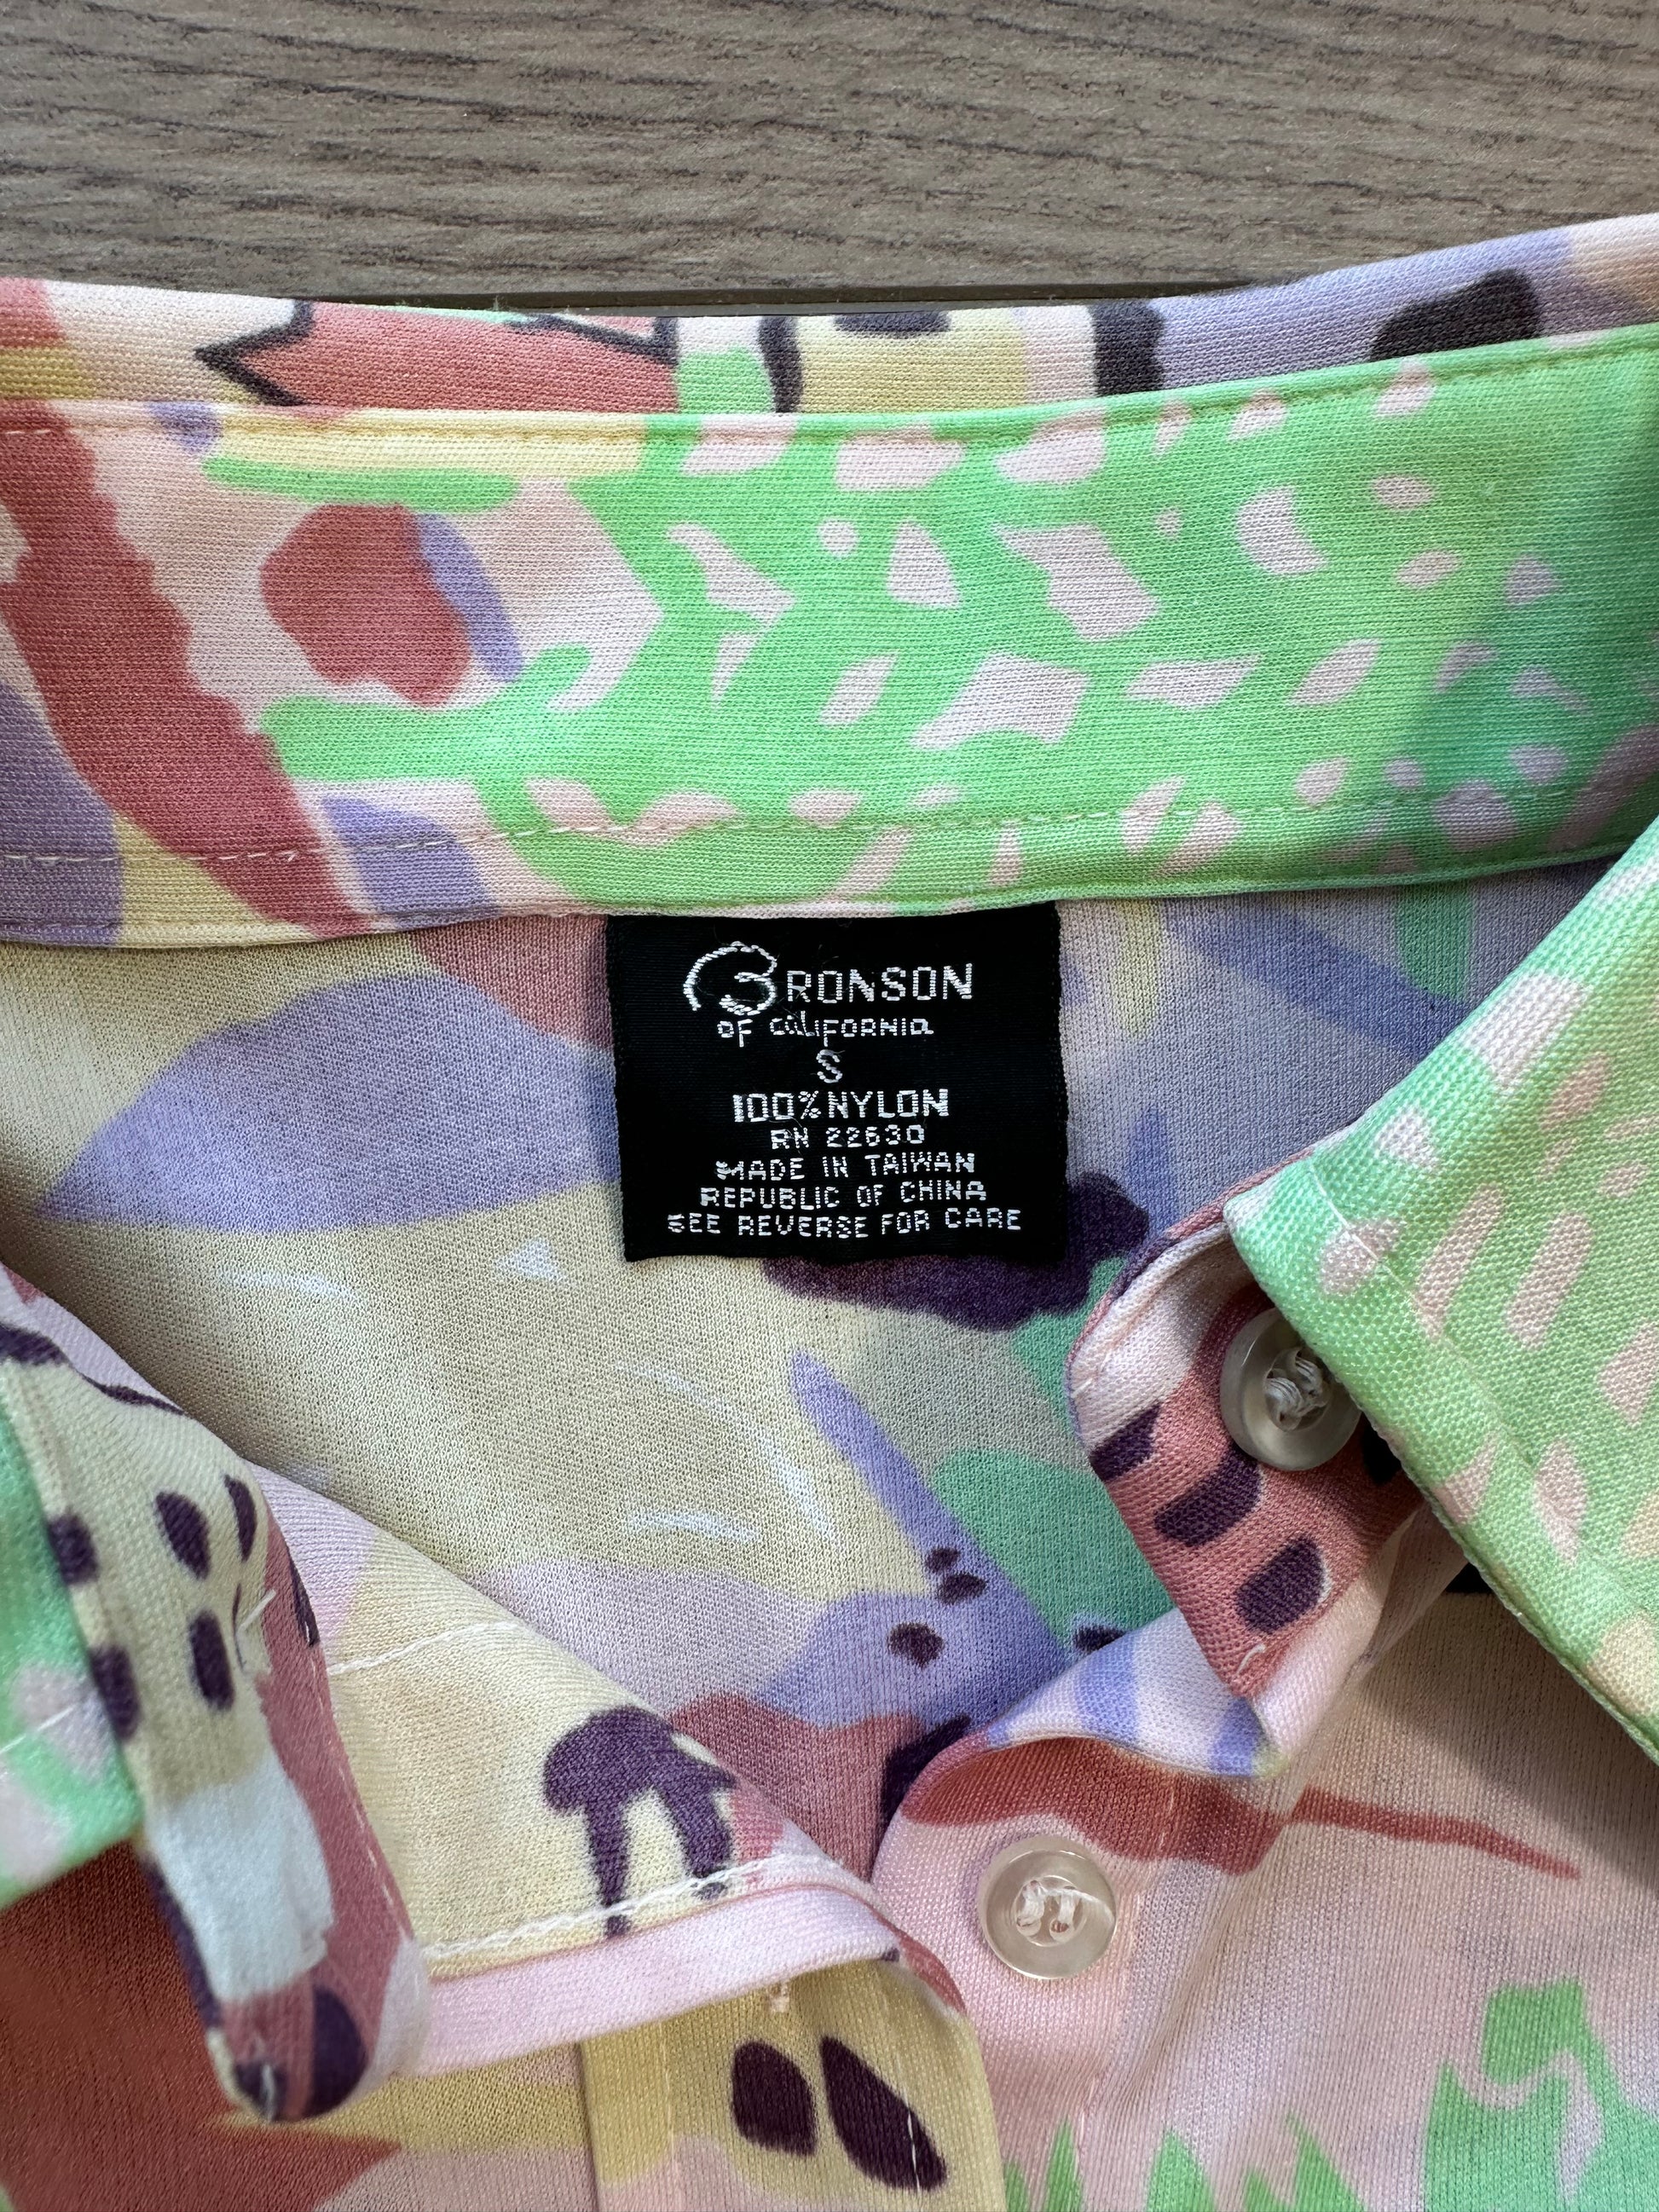 BRONSON
OF CALIFORNIA
S
100% NYLON
RN 22630
MADE IN TAIWAN
REPUBLIC OF CHINA
SEE REVERSE FOR CARE